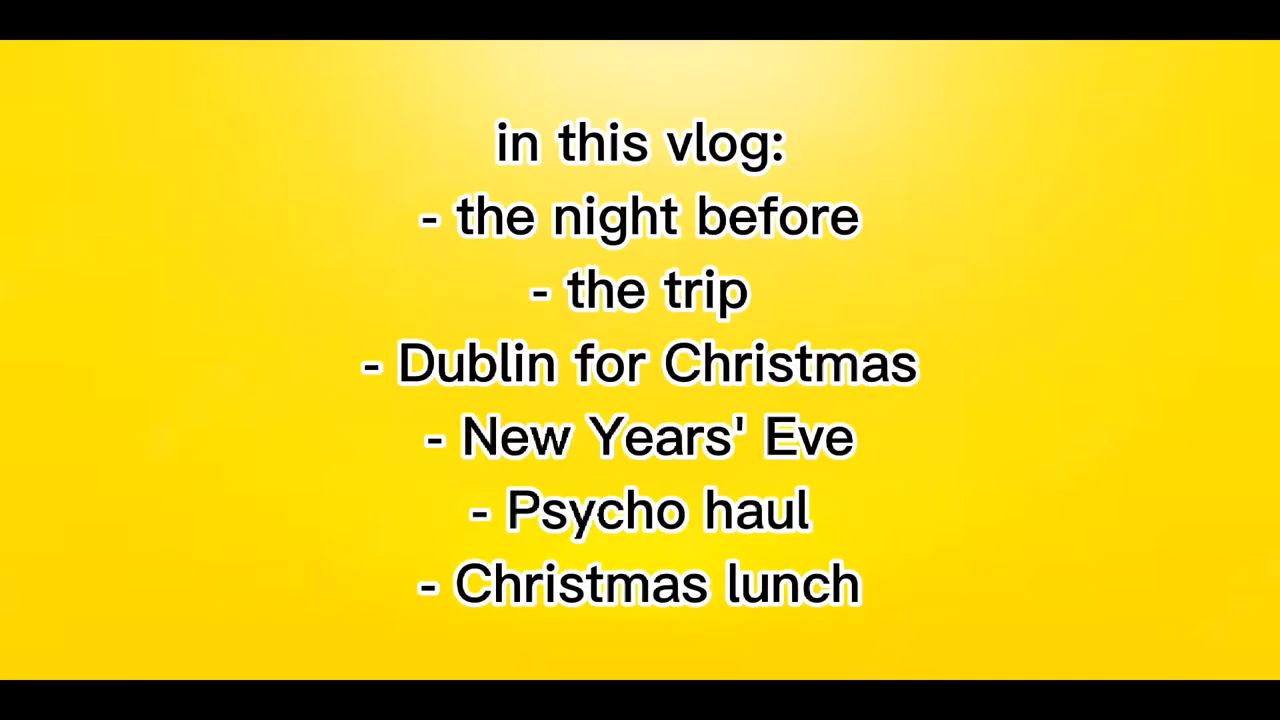 in this vlog:
- the night before
- the trip
- Dublin for Christmas
- New Years' Eve
- Psycho haul
- Christmas lunch